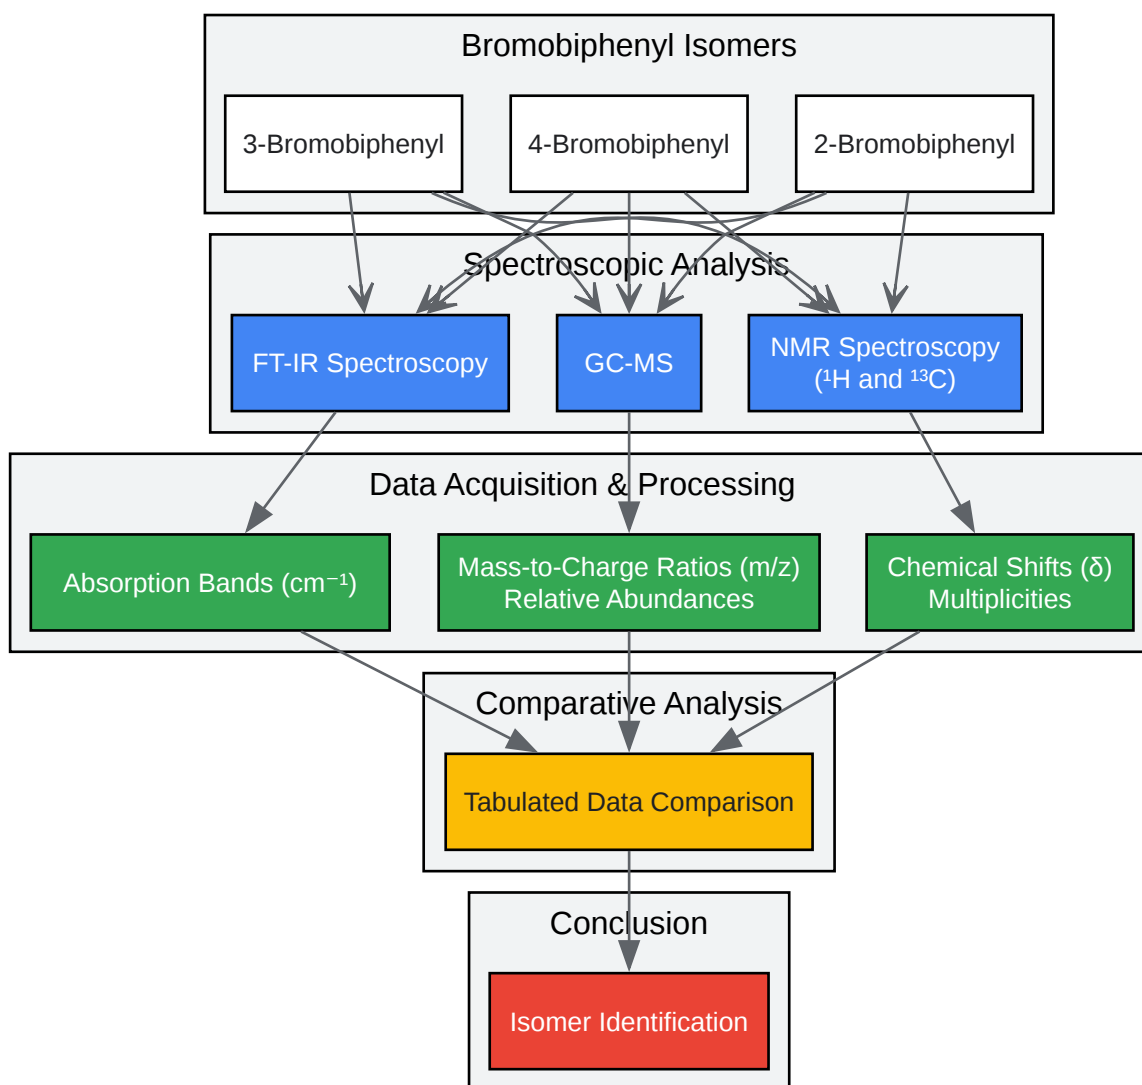 Bromobiphenyl Isomers
3-Bromobiphenyl
4-Bromobiphenyl
2-Bromobiphenyl
Spectroscopic Analysis
FT-IR Spectroscopy
GC-MS
NMR Spectroscopy
(¹H and ¹³C)
Data Acquisition & Processing
Absorption Bands (cm⁻¹)
Mass-to-Charge Ratios (m/z)
Relative Abundances
Chemical Shifts (δ)
Multiplicities
Comparative Analysis
Tabulated Data Comparison
Conclusion
Isomer Identification